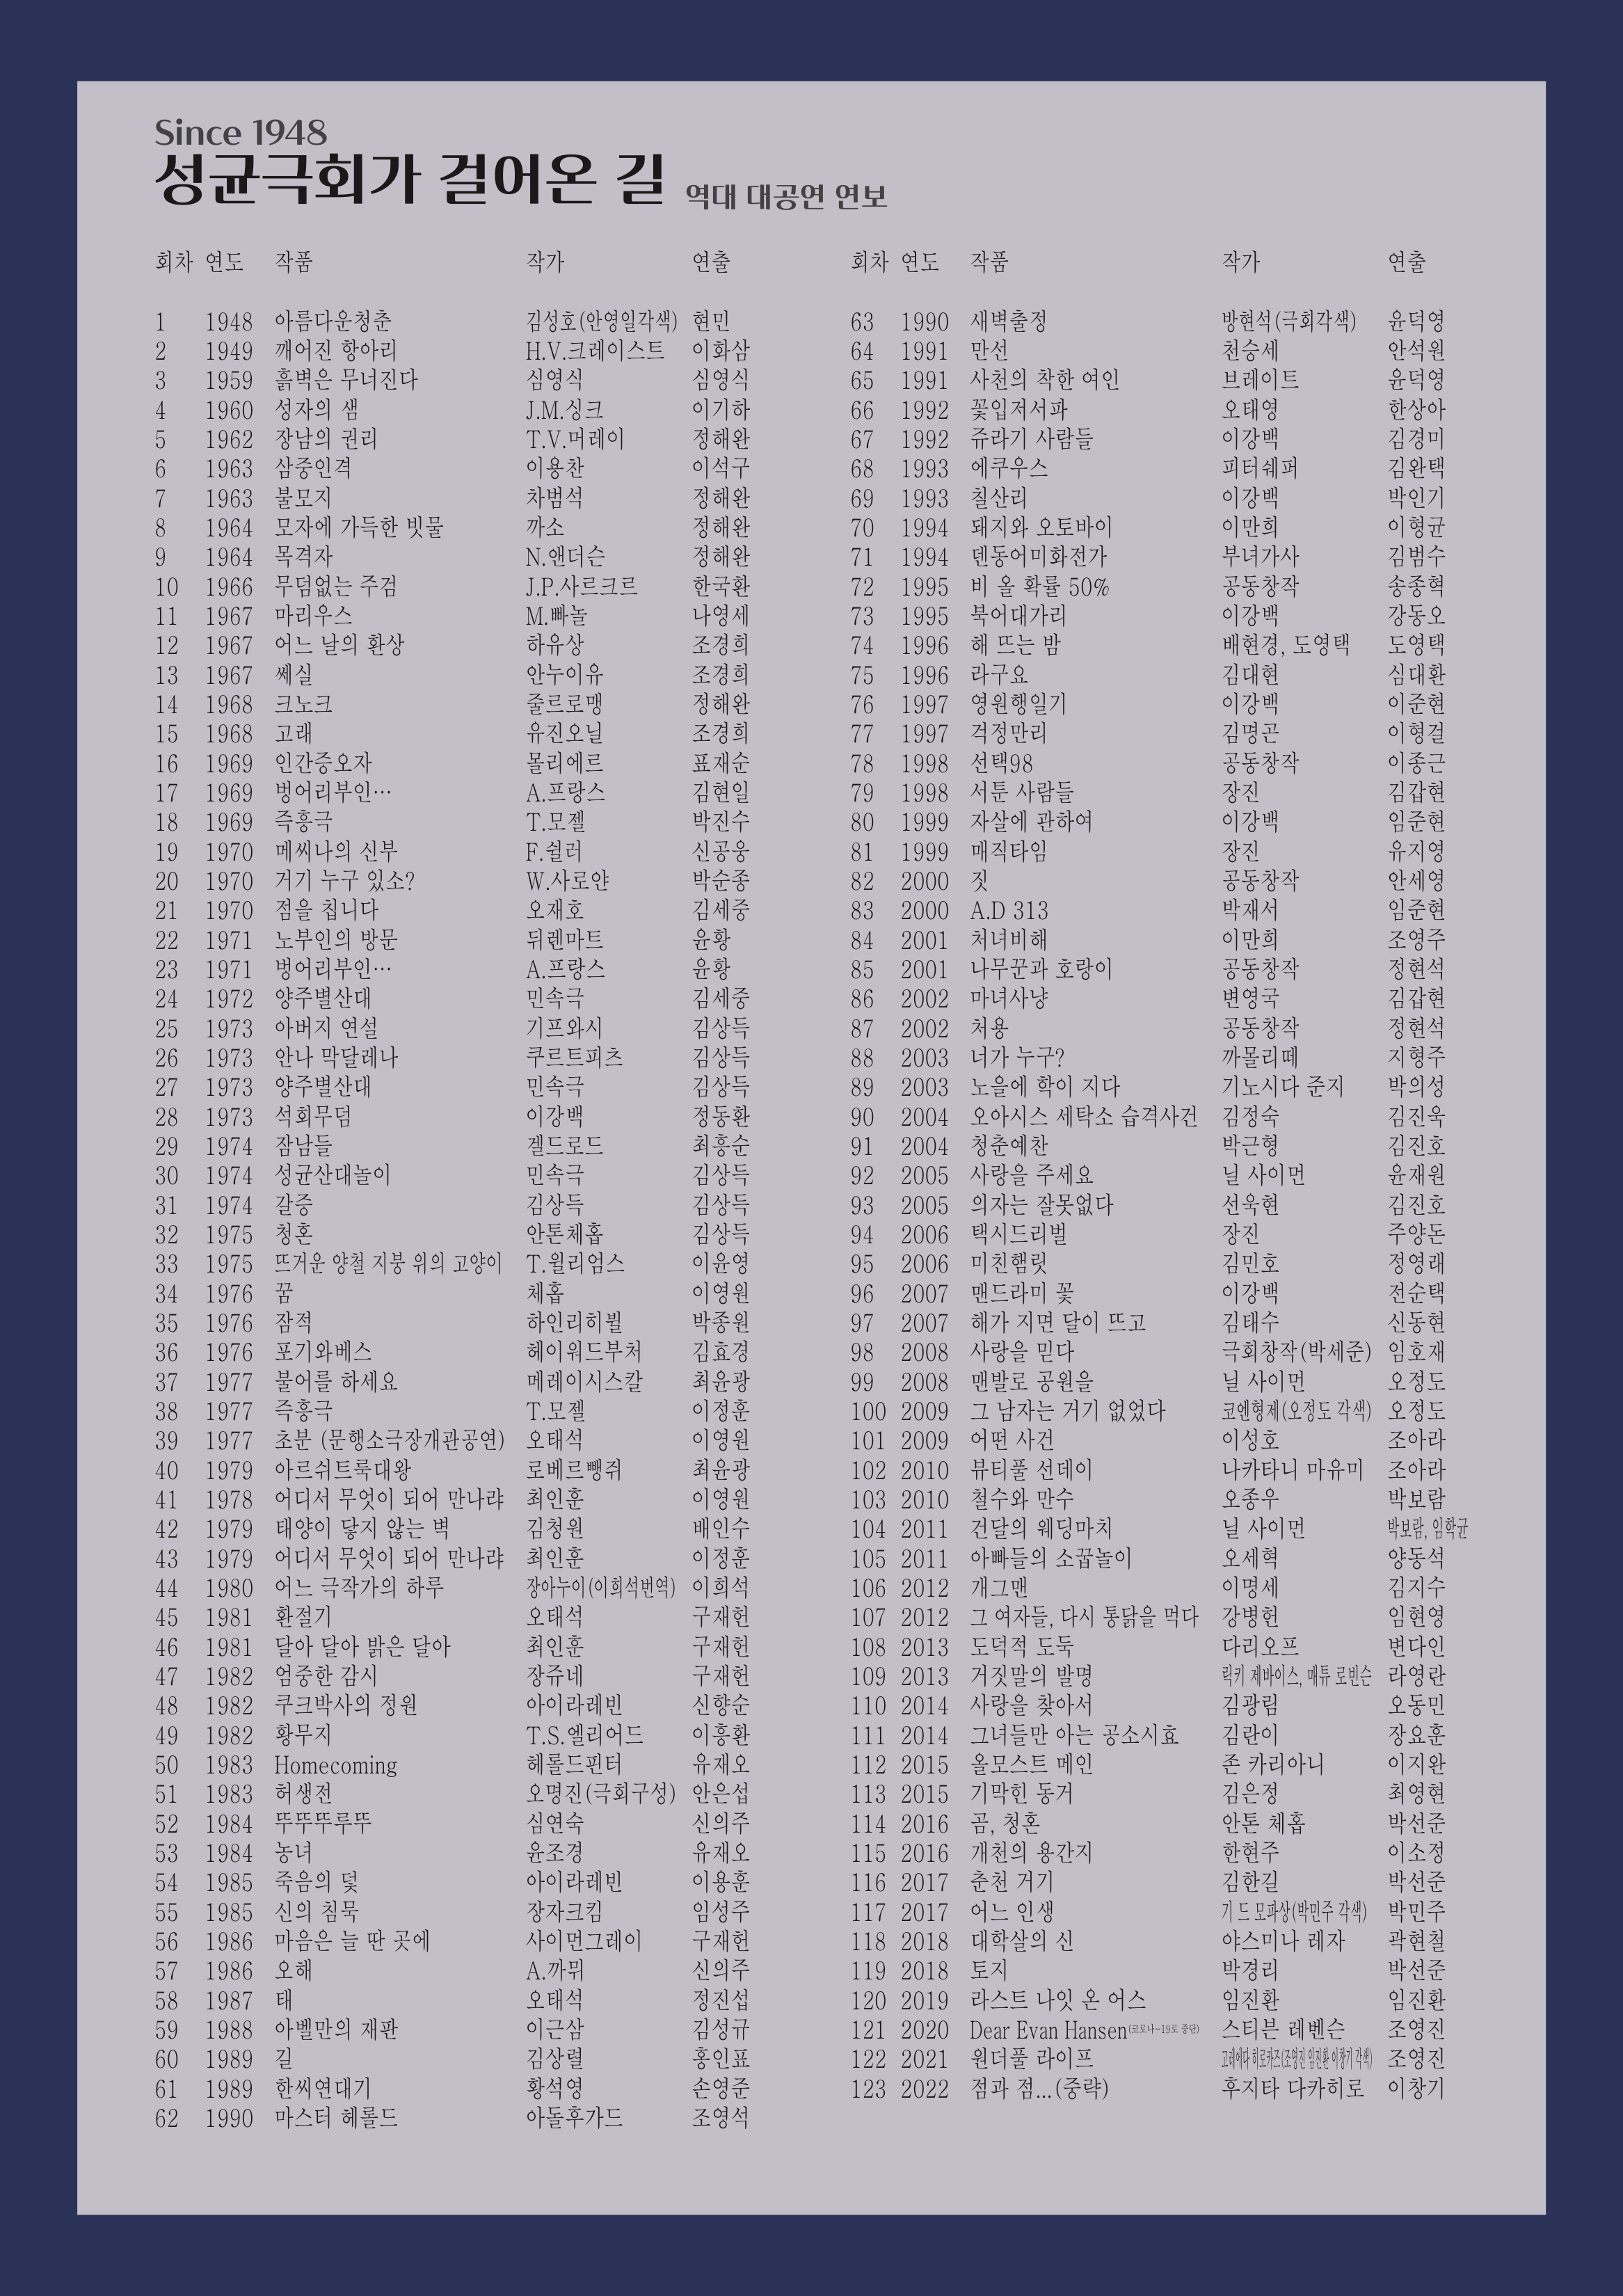 Since 1948
성균극회가 걸어온 길 역대 대공연 연보
회차 연도 작품 작가 연출
1 1948 아름다운청춘 김성호(안영일각색) 현민
2 1949 깨어진 항아리 H.V.크레이스트 이화삼
3 1959 흙벽은 무너진다 심영식 심영식
4 1960 성자의 샘 J.M.싱크 이기하
5 1962 장남의 권리 T.V.머레이 정해완
6 1963 삼중인격 이용찬 이석구
7 1963 불모지 차범석 정해완
8 1964 모자에 가득한 빗물 까소 정해완
9 1964 목격자 N.앤더슨 정해완
10 1966 무덤없는 주검 J.P.사르크르 한국환
11 1967 마리우스 M.빠놀 나영세
12 1967 어느 날의 환상 하유상 조경희
13 1967 쎄실 안누이유 조경희
14 1968 크노크 줄르로맹 정해완
15 1968 고래 유진오닐 조경희
16 1969 인간증오자 몰리에르 표재순
17 1969 벙어리부인… A.프랑스 김현일
18 1969 즉흥극 T.모젤 박진수
19 1970 메씨나의 신부 F.쉴러 신공웅
20 1970 거기 누구 있소? W.사로얀 박순종
21 1970 점을 칩니다 오재호 김세중
22 1971 노부인의 방문 뒤렌마트 윤황
23 1971 벙어리부인… A.프랑스 윤황
24 1972 양주별산대 민속극 김세중
25 1973 아버지 연설 기프와시 김상득
26 1973 안나 막달레나 쿠르트피츠 김상득
27 1973 양주별산대 민속극 김상득
28 1973 석회무덤 이강백 정동환
29 1974 잠남들 겔드로드 최흥순
30 1974 성균산대놀이 민속극 김상득
31 1974 갈증 김상득 김상득
32 1975 청혼 안톤체홉 김상득
33 1975 뜨거운 양철 지붕 위의 고양이 T.윌리엄스 이윤영
34 1976 꿈 체홉 이영원
35 1976 잠적 하인리히뵐 박종원
36 1976 포기와베스 헤이워드부처 김효경
37 1977 불어를 하세요 메레이시스칼 최윤광
38 1977 즉흥극 T.모젤 이정훈
39 1977 초분 (문행소극장개관공연) 오태석 이영원
40 1979 아르쉬트룩대왕 로베르뺑쥐 최윤광
41 1978 어디서 무엇이 되어 만나랴 최인훈 이영원
42 1979 태양이 닿지 않는 벽 김청원 배인수
43 1979 어디서 무엇이 되어 만나랴 최인훈 이정훈
44 1980 어느 극작가의 하루 장아누이(이희석번역) 이희석
45 1981 환절기 오태석 구재헌
46 1981 달아 달아 밝은 달아 최인훈 구재헌
47 1982 엄중한 감시 장쥬네 구재헌
48 1982 쿠크박사의 정원 아이라레빈 신향순
49 1982 황무지 T.S.엘리어드 이흥환
50 1983 Homecoming 헤롤드핀터 유재오
51 1983 허생전 오명진(극회구성) 안은섭
52 1984 뚜뚜뚜루뚜 심연숙 신의주
53 1984 농녀 윤조경 유재오
54 1985 죽음의 덫 아이라레빈 이용훈
55 1985 신의 침묵 장자크킴 임성주
56 1986 마음은 늘 딴 곳에 사이먼그레이 구재헌
57 1986 오해 A.까뮈 신의주
58 1987 태 오태석 정진섭
59 1988 아벨만의 재판 이근삼 김성규
60 1989 길 김상렬 홍인표
61 1989 한씨연대기 황석영 손영준
62 1990 마스터 헤롤드 아돌후가드 조영석
회차 연도 작품 작가 연출
63 1990 새벽출정 방현석(극회각색) 윤덕영
64 1991 만선 천승세 안석원
65 1991 사천의 착한 여인 브레이트 윤덕영
66 1992 꽃입저서파 오태영 한상아
67 1992 쥬라기 사람들 이강백 김경미
68 1993 에쿠우스 피터쉐퍼 김완택
69 1993 칠산리 이강백 박인기
70 1994 돼지와 오토바이 이만희 이형균
71 1994 덴동어미화전가 부녀가사 김범수
72 1995 비 올 확률 50% 공동창작 송종혁
73 1995 북어대가리 이강백 강동오
74 1996 해 뜨는 밤 배현경, 도영택 도영택
75 1996 라구요 김대현 심대환
76 1997 영원행일기 이강백 이준현
77 1997 걱정만리 김명곤 이형걸
78 1998 선택98 공동창작 이종근
79 1998 서툰 사람들 장진 김갑현
80 1999 자살에 관하여 이강백 임준현
81 1999 매직타임 장진 유지영
82 2000 짓 공동창작 안세영
83 2000 A.D 313 박재서 임준현
84 2001 처녀비해 이만희 조영주
85 2001 나무꾼과 호랑이 공동창작 정현석
86 2002 마녀사냥 변영국 김갑현
87 2002 처용 공동창작 정현석
88 2003 너가 누구? 까몰리떼 지형주
89 2003 노을에 학이 지다 기노시다 준지 박의성
90 2004 오아시스 세탁소 습격사건 김정숙 김진욱
91 2004 청춘예찬 박근형 김진호
92 2005 사랑을 주세요 닐 사이먼 윤재원
93 2005 의자는 잘못없다 선욱현 김진호
94 2006 택시드리벌 장진 주양돈
95 2006 미친햄릿 김민호 정영래
96 2007 맨드라미 꽃 이강백 전순택
97 2007 해가 지면 달이 뜨고 김태수 신동현
98 2008 사랑을 믿다 극회창작(박세준) 임호재
99 2008 맨발로 공원을 닐 사이먼 오정도
100 2009 그 남자는 거기 없었다 코엔형제(오정도 각색) 오정도
101 2009 어떤 사건 이성호 조아라
102 2010 뷰티풀 선데이 나카타니 마유미 조아라
103 2010 철수와 만수 오종우 박보람
104 2011 건달의 웨딩마치 닐 사이먼 박보람, 임학균
105 2011 아빠들의 소꿉놀이 오세혁 양동석
106 2012 개그맨 이명세 김지수
107 2012 그 여자들, 다시 통닭을 먹다 강병헌 임현영
108 2013 도덕적 도둑 다리오프 변다인
109 2013 거짓말의 발명 릭키 제바이스, 매튜 로빈슨 라영란
110 2014 사랑을 찾아서 김광림 오동민
111 2014 그녀들만 아는 공소시효 김란이 장요훈
112 2015 올모스트 메인 존 카리아니 이지완
113 2015 기막힌 동거 김은정 최영현
114 2016 곰, 청혼 안톤 체홉 박선준
115 2016 개천의 용간지 한현주 이소정
116 2017 춘천 거기 김한길 박선준
117 2017 어느 인생 기 드 모파상(박민주 각색) 박민주
118 2018 대학살의 신 야스미나 레자 곽현철
119 2018 토지 박경리 박선준
120 2019 라스트 나잇 온 어스 임진환 임진환
121 2020 Dear Evan Hansen(코로나-19로 중단) 스티븐 레벤슨 조영진
122 2021 원더풀 라이프 고레에다 히로카즈(조영진 임진환 이창기 각색) 조영진
123 2022 점과 점...(중략) 후지타 다카히로 이창기